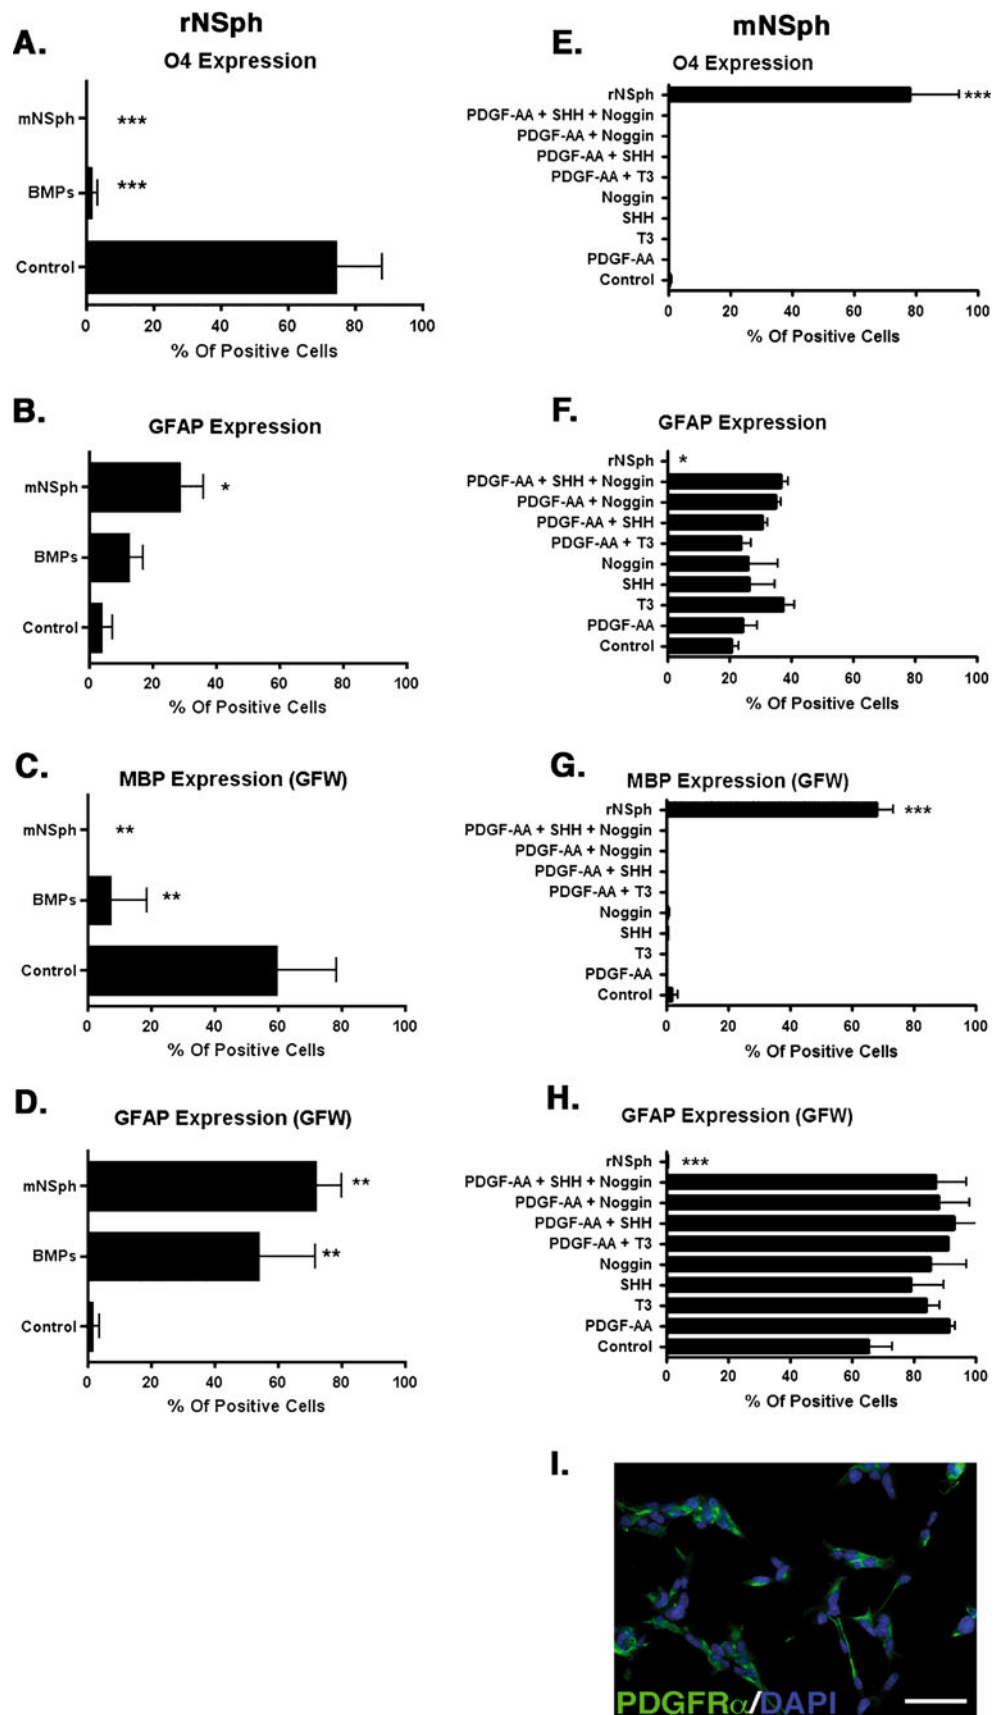 rNSph
A.
O4 Expression
mNSph
***
BMPs
***
Control
0 20 40 60 80 100
% Of Positive Cells
B.
GFAP Expression
mNSph
*
BMPs
Control
0 20 40 60 80 100
% Of Positive Cells
C.
MBP Expression (GFW)
mNSph
**
BMPs
**
Control
0 20 40 60 80 100
% Of Positive Cells
D.
GFAP Expression (GFW)
mNSph
**
BMPs
**
Control
0 20 40 60 80 100
% Of Positive Cells
mNSph
E.
O4 Expression
rNSph
***
PDGF-AA + SHH + Noggin
PDGF-AA + Noggin
PDGF-AA + SHH
PDGF-AA + T3
Noggin
SHH
T3
PDGF-AA
Control
0 20 40 60 80 100
% Of Positive Cells
F.
GFAP Expression
rNSph
*
PDGF-AA + SHH + Noggin
PDGF-AA + Noggin
PDGF-AA + SHH
PDGF-AA + T3
Noggin
SHH
T3
PDGF-AA
Control
0 20 40 60 80 100
% Of Positive Cells
G.
MBP Expression (GFW)
rNSph
***
PDGF-AA + SHH + Noggin
PDGF-AA + Noggin
PDGF-AA + SHH
PDGF-AA + T3
Noggin
SHH
T3
PDGF-AA
Control
0 20 40 60 80 100
% Of Positive Cells
H.
GFAP Expression (GFW)
rNSph
***
PDGF-AA + SHH + Noggin
PDGF-AA + Noggin
PDGF-AA + SHH
PDGF-AA + T3
Noggin
SHH
T3
PDGF-AA
Control
0 20 40 60 80 100
% Of Positive Cells
I.
PDGFRα/DAPI